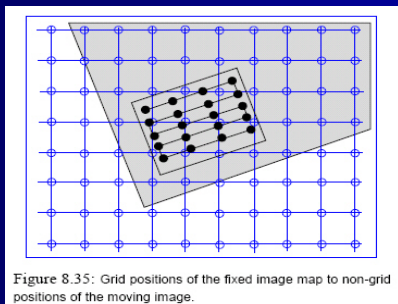 Figure 8.35: Grid positions of the fixed image map to non-grid
positions of the moving image.